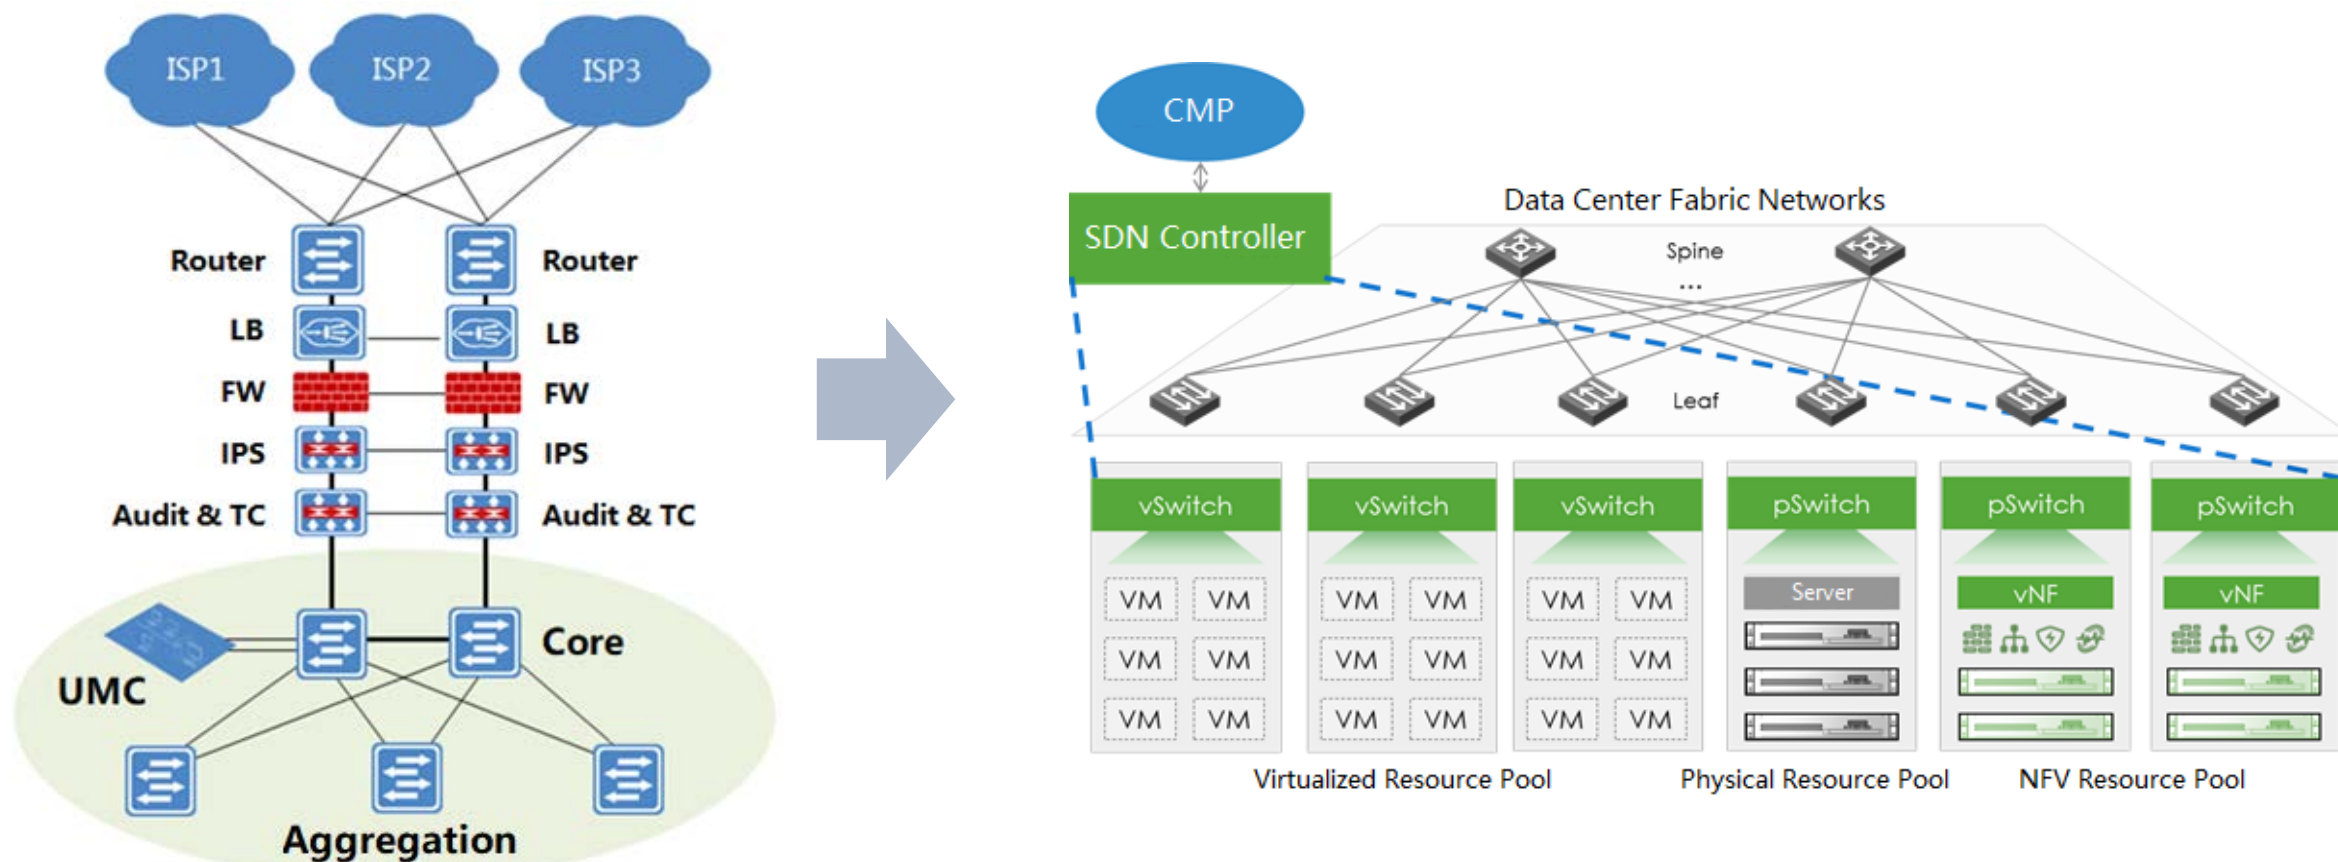 ISP1 ISP2 ISP3
Router Router
LB LB
FW FW
IPS IPS
Audit & TC Audit & TC
Core
UMC
Aggregation
CMP
SDN Controller
Data Center Fabric Networks
Spine
...
Leaf
vSwitch vSwitch vSwitch pSwitch pSwitch pSwitch
VM VM VM VM VM VM Server vNF vNF
VM VM VM VM VM VM
VM VM VM VM VM VM
Virtualized Resource Pool Physical Resource Pool NFV Resource Pool